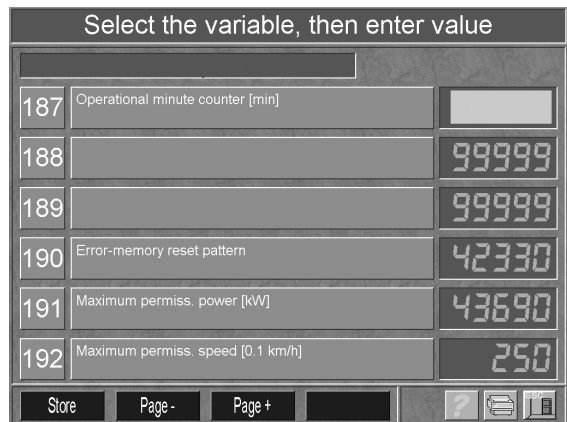 Select the variable, then enter value
187 Operational minute counter [min]
188 99999
189 99999
190 Error-memory reset pattern 42330
191 Maximum permiss. power [kW] 43690
192 Maximum permiss. speed [0.1 km/h] 250
Store Page - Page + ? ESC